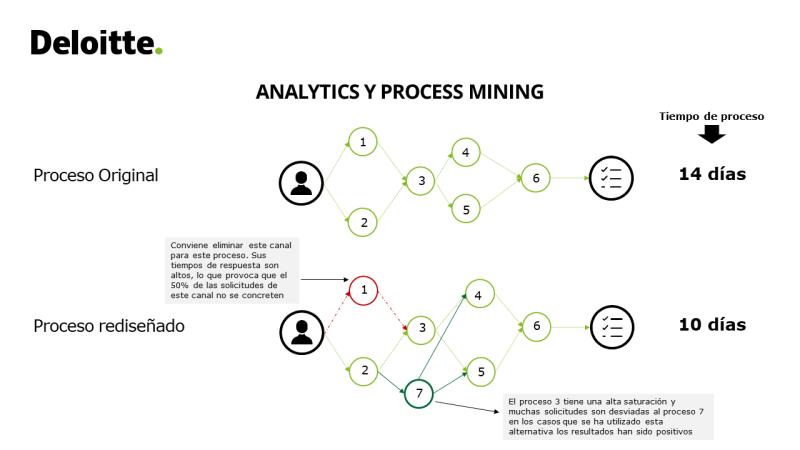 Deloitte.
ANALYTICS Y PROCESS MINING
Tiempo de proceso
Proceso Original
1
2
3
4
5
6
14 días
Conviene eliminar este canal
para este proceso. Sus
tiempos de respuesta son
altos, lo que provoca que el
50% de las solicitudes de
este canal no se concreten
Proceso rediseñado
1
2
3
4
5
6
7
10 días
El proceso 3 tiene una alta saturación y
muchas solicitudes son desviadas al proceso 7
en los casos que se ha utilizado esta
alternativa los resultados han sido positivos